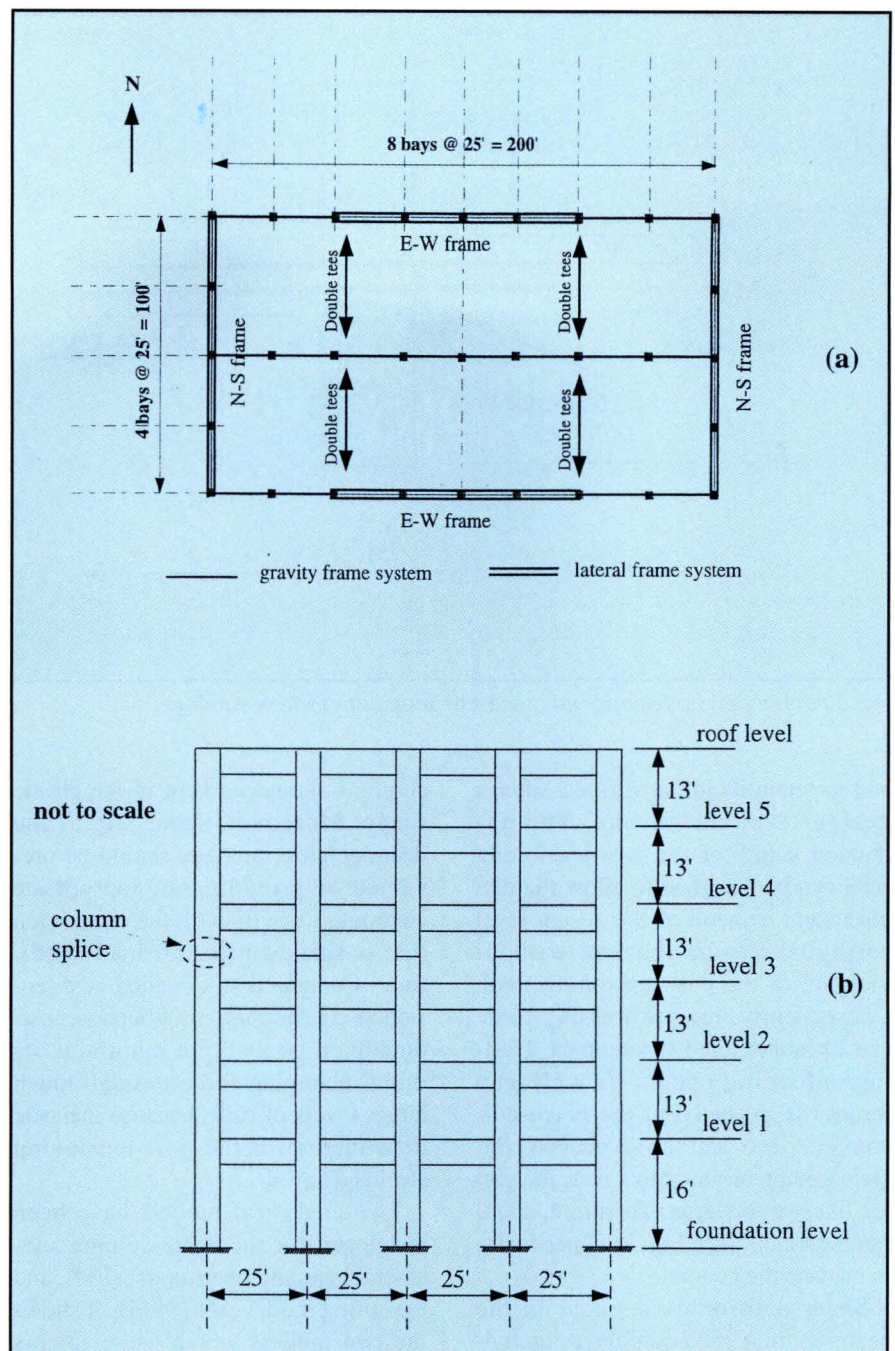 N
8 bays @ 25' = 200'
E-W frame
Double tees
Double tees
4 bays @ 25' = 100'
N-S frame
N-S frame
(a)
Double tees
Double tees
E-W frame
gravity frame system
lateral frame system
roof level
13'
not to scale
level 5
13'
level 4
column
splice
13'
level 3
(b)
13'
level 2
13'
level 1
16'
foundation level
25'
25'
25'
25'